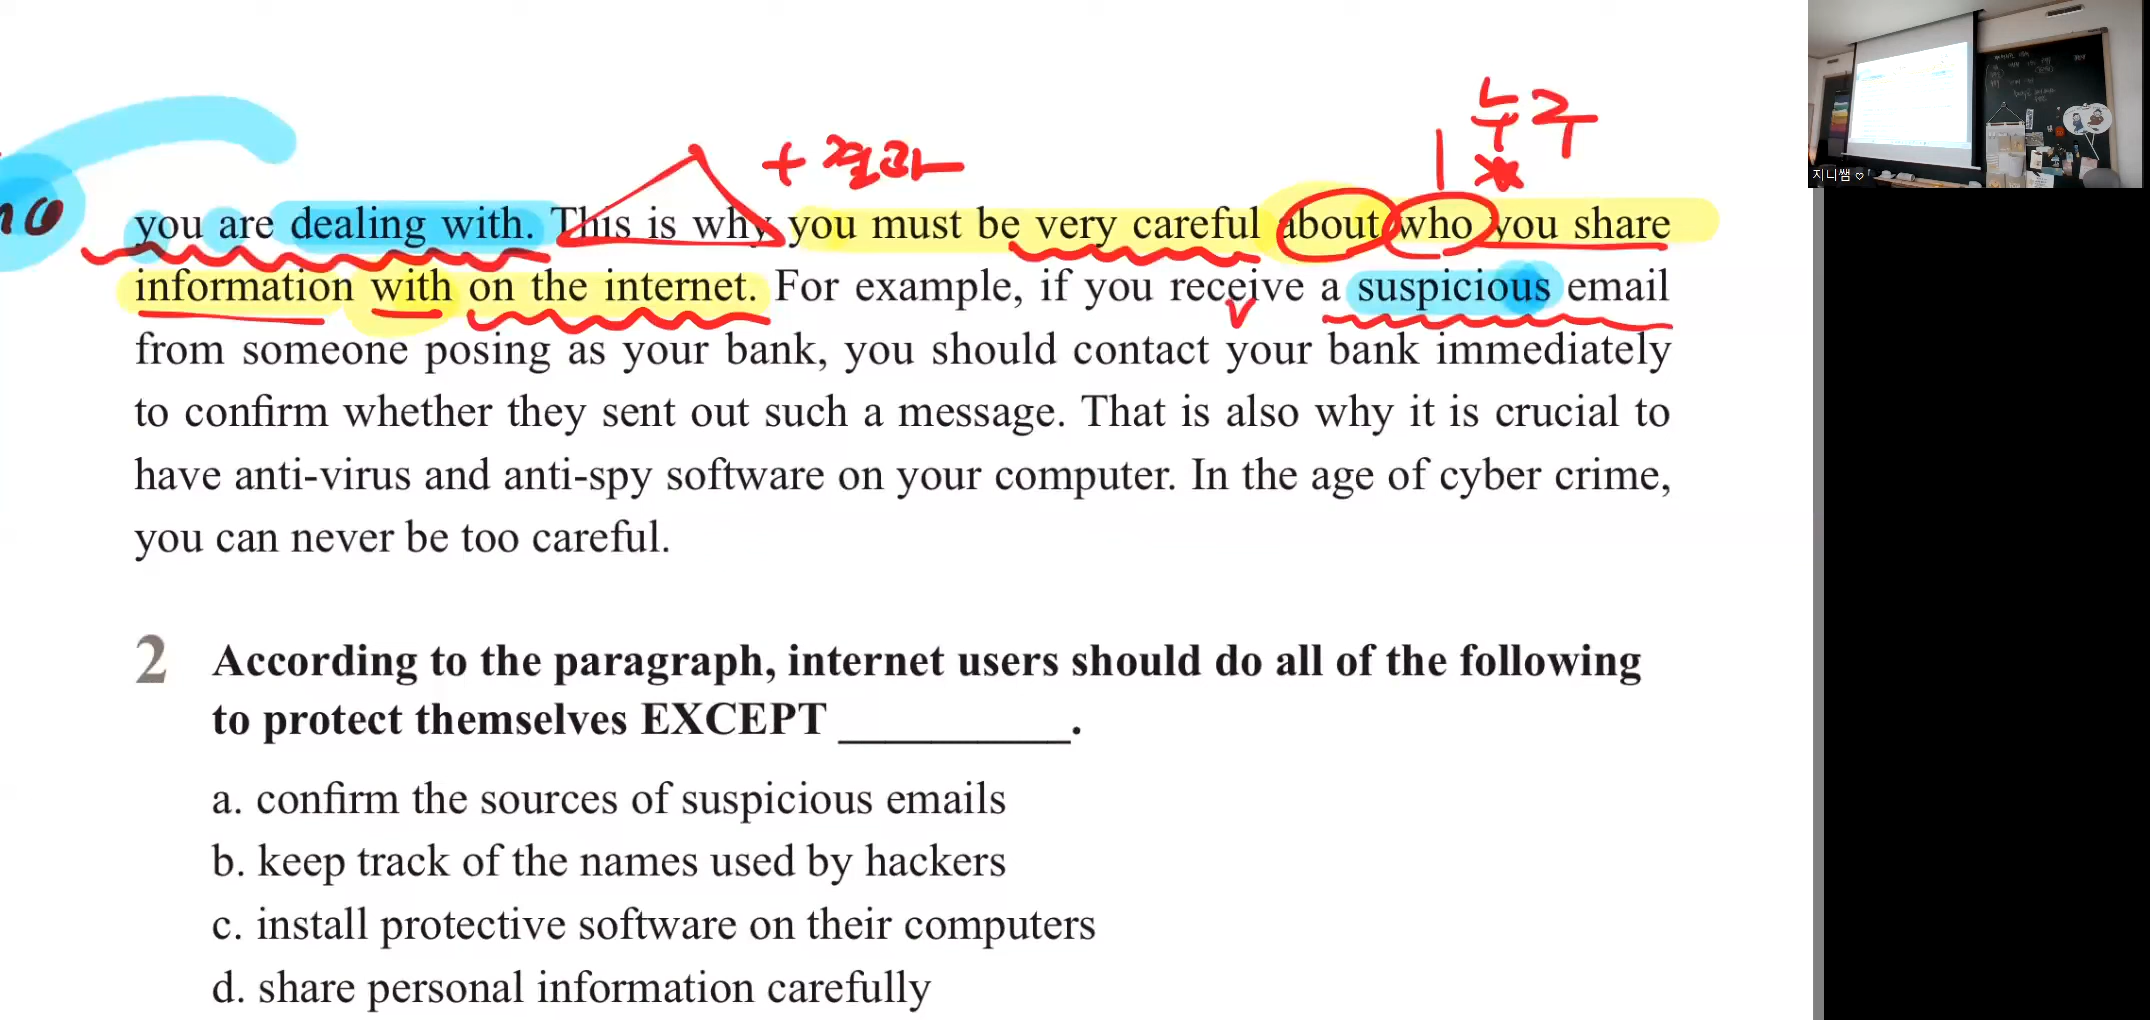 누구
+ 결과
you are dealing with. This is why you must be very careful about who you share
information with on the internet. For example, if you receive a suspicious email
from someone posing as your bank, you should contact your bank immediately
to confirm whether they sent out such a message. That is also why it is crucial to
have anti-virus and anti-spy software on your computer. In the age of cyber crime,
you can never be too careful.
2 According to the paragraph, internet users should do all of the following
to protect themselves EXCEPT __________.
a. confirm the sources of suspicious emails
b. keep track of the names used by hackers
c. install protective software on their computers
d. share personal information carefully
지니쌤 ♡